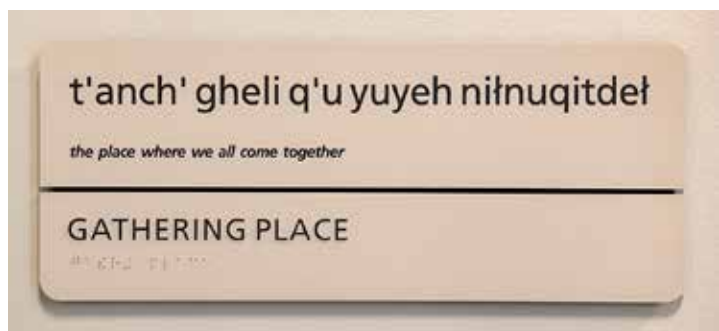 t'anch' gheli q'u yuyeh niłnuqitdeł
the place where we all come together
GATHERING PLACE